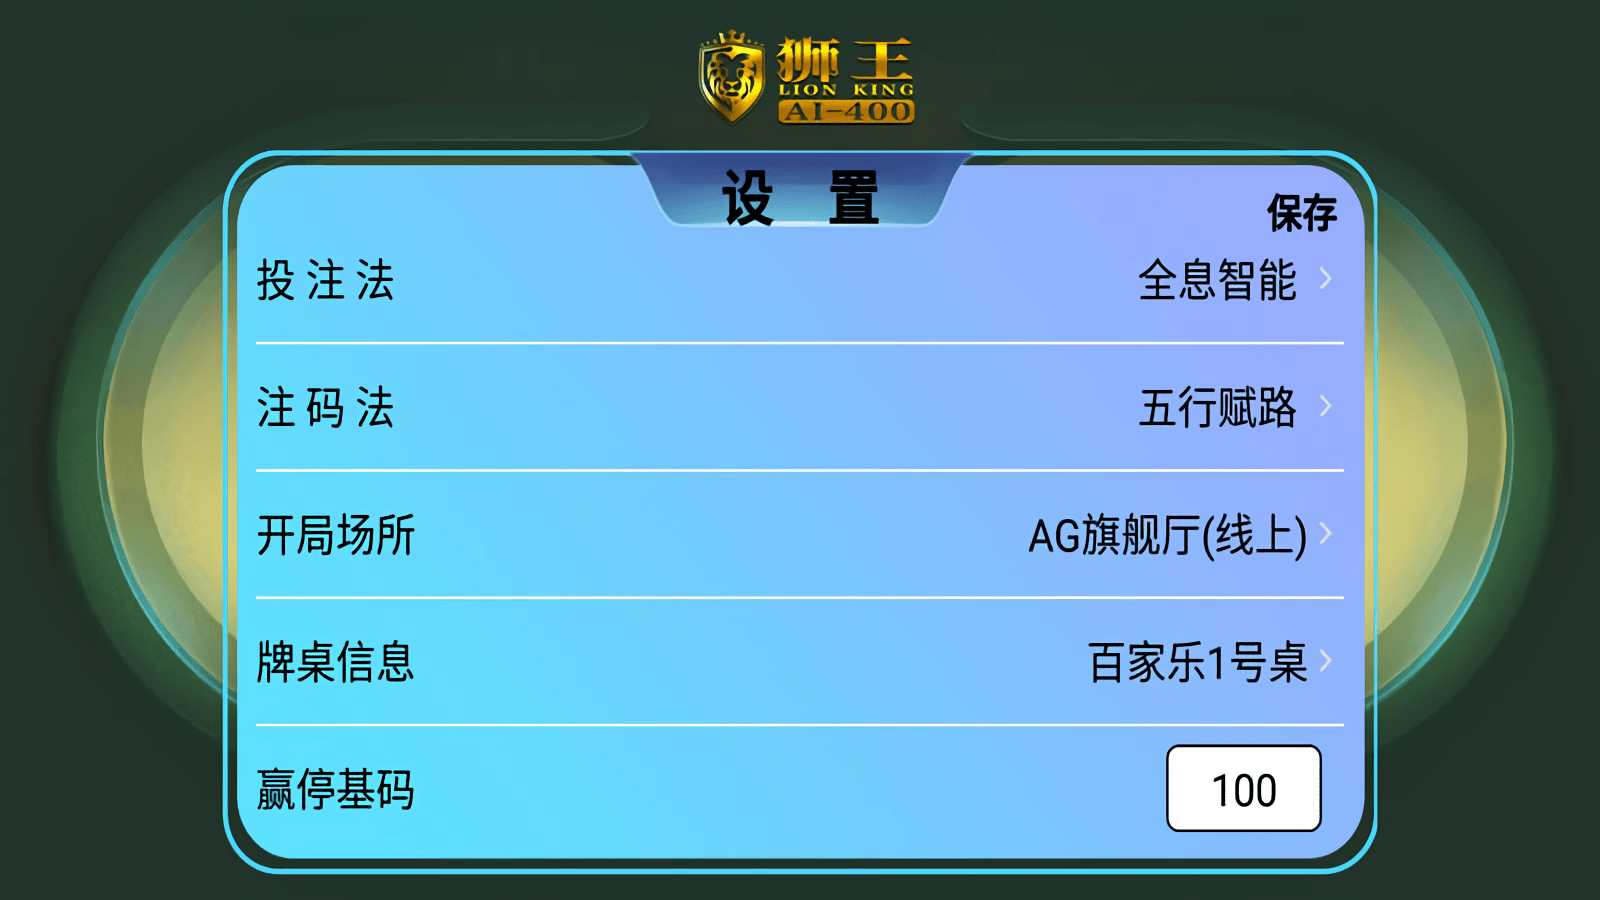 狮王
LION KING
AI-400
设 置
保存
投 注 法 全息智能
注 码 法 五行赋路
开局场所 AG旗舰厅(线上)
牌桌信息 百家乐1号桌
赢停基码 100